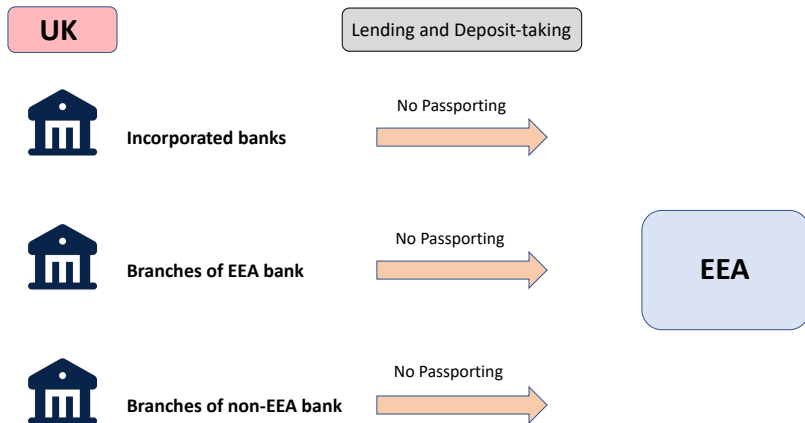 UK
Lending and Deposit-taking
No Passporting
Incorporated banks
No Passporting
Branches of EEA bank
EEA
No Passporting
Branches of non-EEA bank